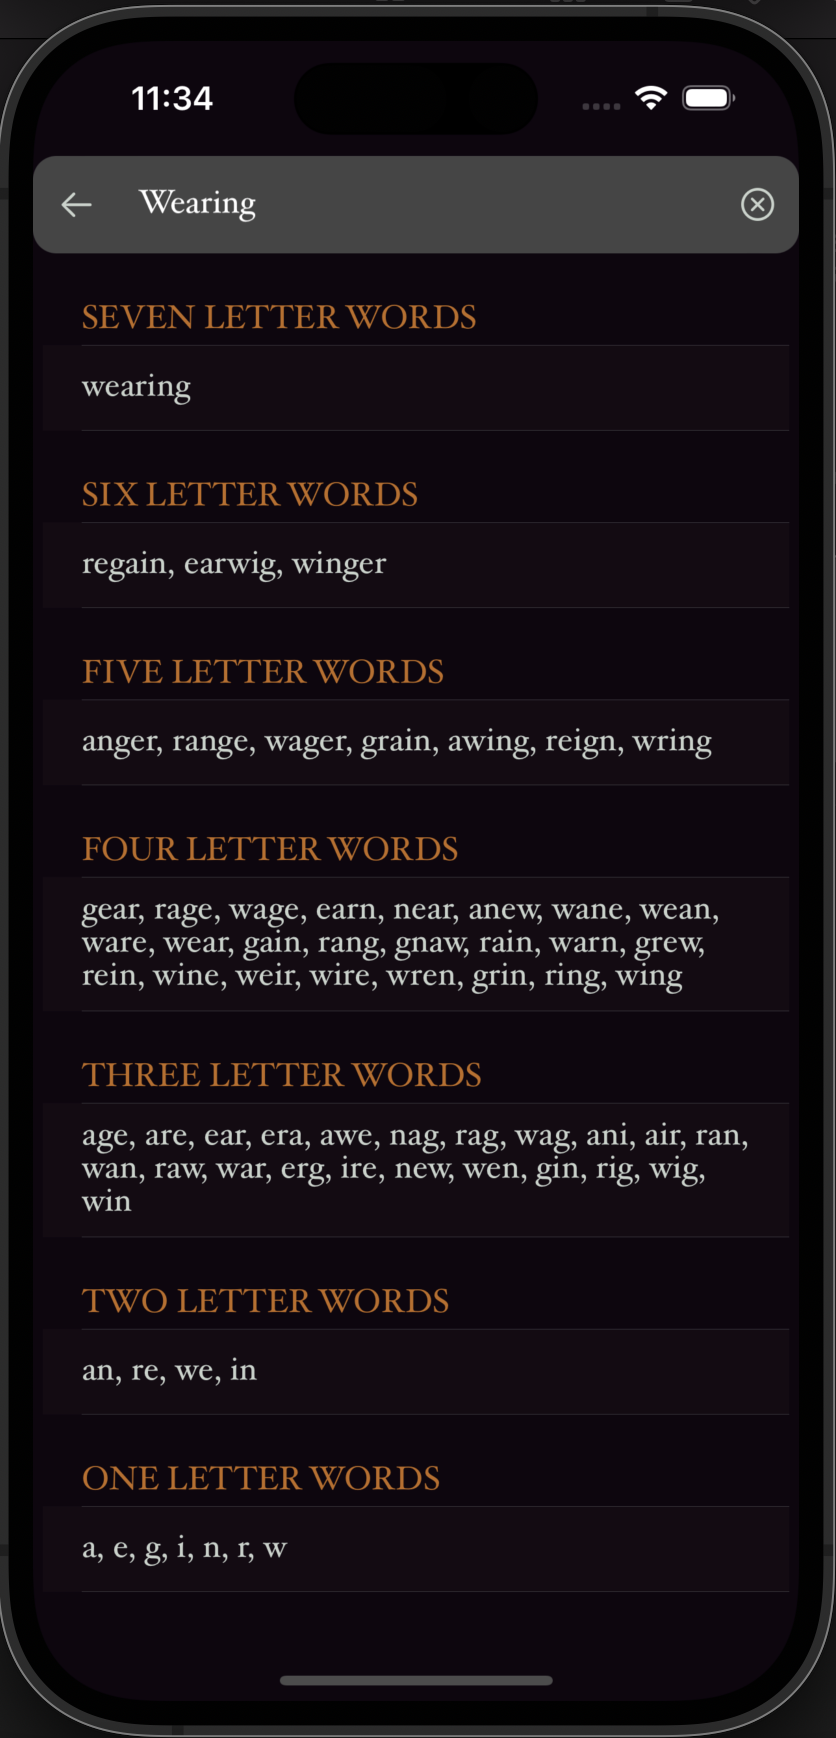 11:34
Wearing
SEVEN LETTER WORDS
wearing
SIX LETTER WORDS
regain, earwig, winger
FIVE LETTER WORDS
anger, range, wager, grain, awing, reign, wring
FOUR LETTER WORDS
gear, rage, wage, earn, near, anew, wane, wean,
ware, wear, gain, rang, gnaw, rain, warn, grew,
rein, wine, weir, wire, wren, grin, ring, wing
THREE LETTER WORDS
age, are, ear, era, awe, nag, rag, wag, ani, air, ran,
wan, raw, war, erg, ire, new, wen, gin, rig, wig,
win
TWO LETTER WORDS
an, re, we, in
ONE LETTER WORDS
a, e, g, i, n, r, w